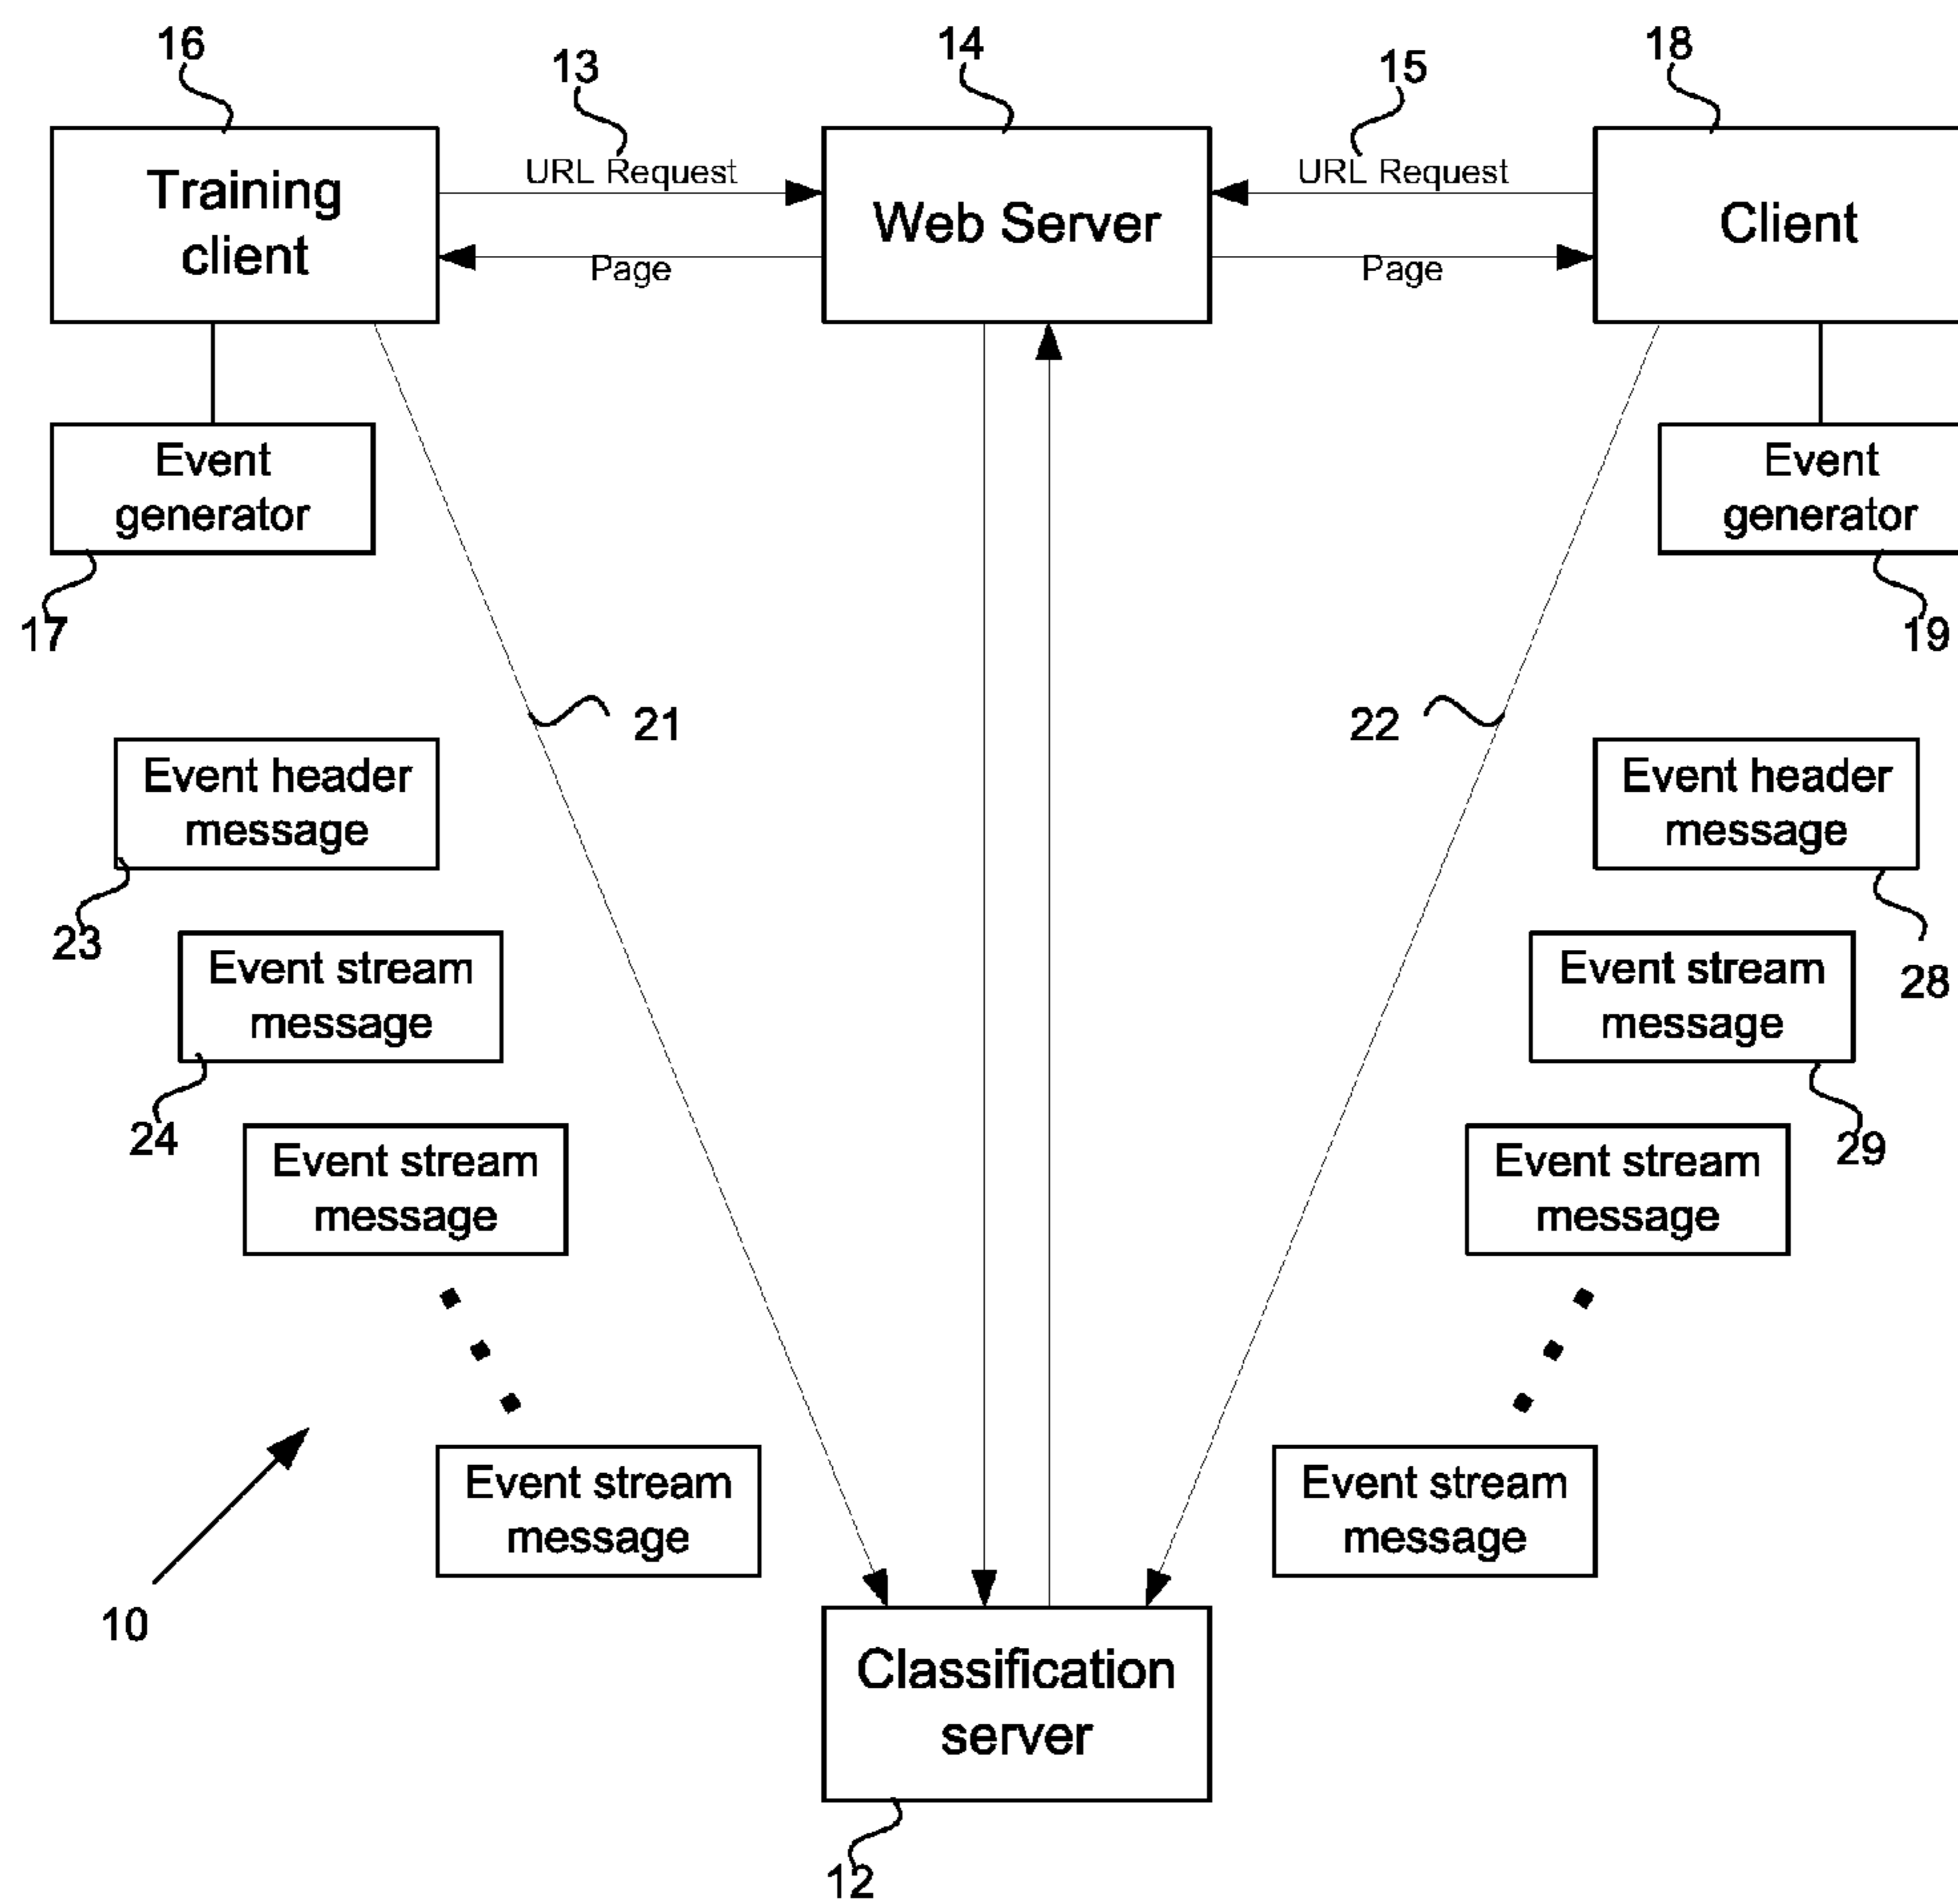 16
13
14
15
18
Training
client
URL Request
Page
Web Server
URL Request
Page
Client
Event
generator
17
Event
generator
19
21
22
Event header
message
23
Event header
message
28
Event stream
message
24
Event stream
message
29
Event stream
message
Event stream
message
Event stream
message
Event stream
message
10
Classification
server
12